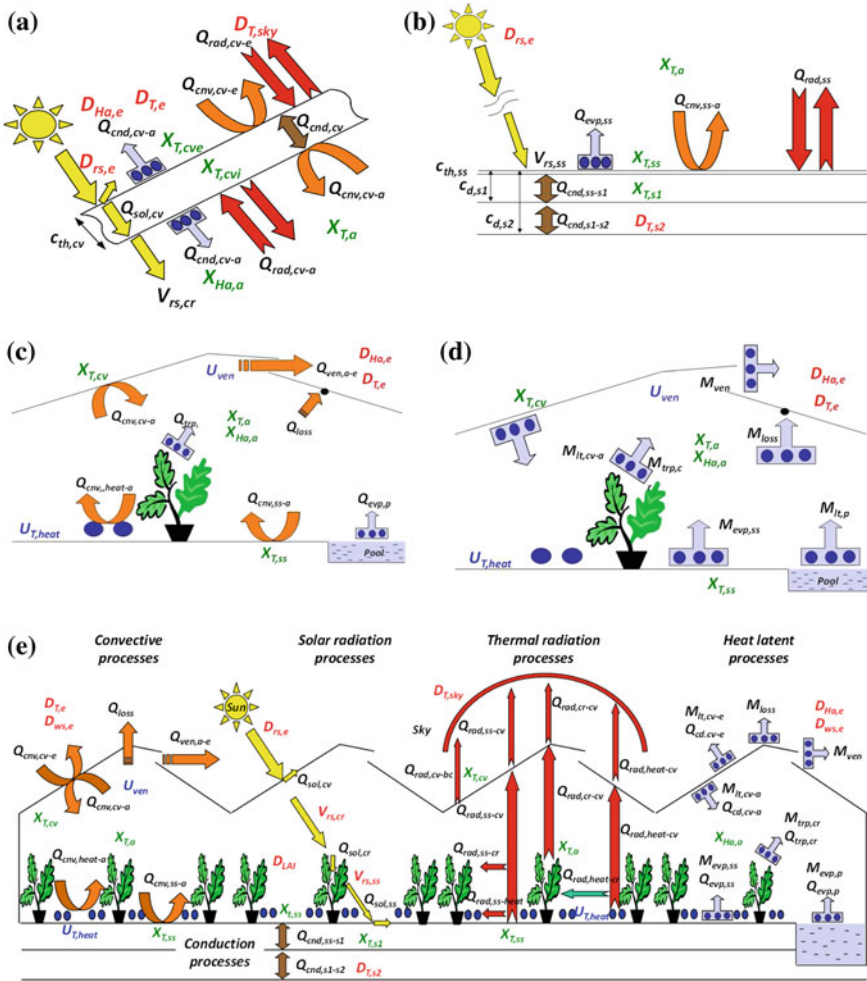 (a)
D_T,sky
Q_rad,cv-e
Q_cnv,cv-e
D_Ha,e
D_T,e
Q_cnd,cv-a
X_T,cve
Q_cnd,cv
D_rs,e
X_T,cvi
Q_cnv,cv-a
Q_sol,cv
X_T,a
c_th,cv
Q_cnd,cv-a
Q_rad,cv-a
X_Ha,a
V_rs,cr
(b)
D_rs,e
X_T,a
Q_rad,ss
Q_cnv,ss-a
Q_evp,ss
V_rs,ss
X_T,ss
c_th,ss
c_d,s1
Q_cnd,ss-s1
X_T,s1
c_d,s2
Q_cnd,s1-s2
D_T,s2
(c)
D_Ha,e
X_T,cv
U_ven
Q_ven,a-e
D_T,e
Q_cnv,cv-a
Q_trp,
X_T,a
X_Ha,a
Q_loss
Q_cnv,,heat-a
Q_cnv,ss-a
Q_evp,p
U_T,heat
X_T,ss
Pool
(d)
D_Ha,e
X_T,cv
U_ven
M_ven
D_T,e
X_T,a
X_Ha,a
M_loss
M_lt,cv-a
M_trp,c
M_evp,ss
M_lt,p
U_T,heat
X_T,ss
Pool
(e)
Convective processes
Solar radiation processes
Thermal radiation processes
Heat latent processes
D_T,e
D_ws,e
Q_loss
Q_cnv,cv-e
Q_ven,a-e
U_ven
Q_cnv,cv-a
X_T,cv
X_T,a
Q_cnv,heat-a
Q_cnv,ss-a
U_T,heat
X_T,ss
Sun
D_rs,e
Q_sol,cv
V_rs,cr
Q_sol,cr
D_LAI
V_rs,ss
Q_sol,ss
X_t,ss
Conduction processes
Q_cnd,ss-s1
X_T,s1
Q_cnd,s1-s2
D_T,s2
D_T,sky
Sky
Q_rad,ss-cv
Q_rad,cr-cv
Q_rad,cv-bc
X_T,cv
Q_rad,heat-cv
Q_rad,ss-cv
Q_rad,cr-cv
Q_rad,heat-cv
Q_rad,ss-cr
X_T,a
Q_rad,heat-cr
Q_rad,ss-heat
U_T,heat
X_T,ss
M_lt,cv-e
Q_cd,cv-e
M_loss
D_Ha,e
D_ws,e
M_ven
M_lt,cv-a
Q_cd,cv-a
X_Ha,a
M_trp,cr
Q_trp,cr
M_evp,ss
Q_evp,ss
M_evp,p
Q_evp,p